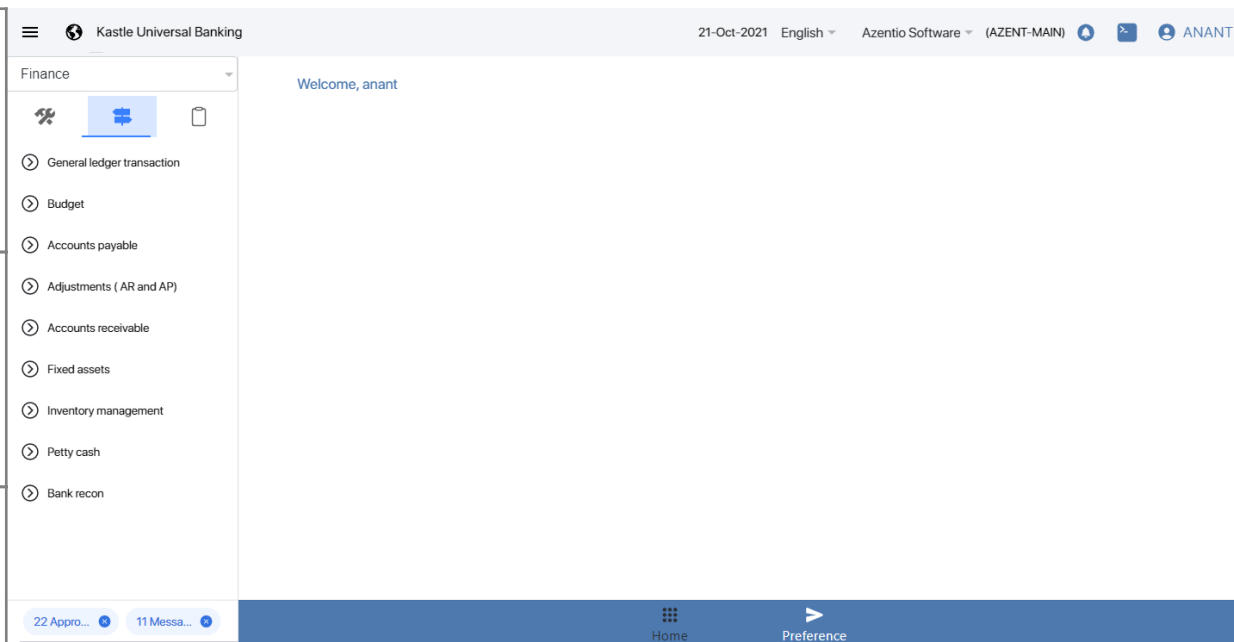 Kastle Universal Banking 21-Oct-2021 English Azentio Software (AZENT-MAIN) ANANT
Finance
Welcome, anant
General ledger transaction
Budget
Accounts payable
Adjustments ( AR and AP)
Accounts receivable
Fixed assets
Inventory management
Petty cash
Bank recon
22 Appro... 11 Messa...
Home Preference